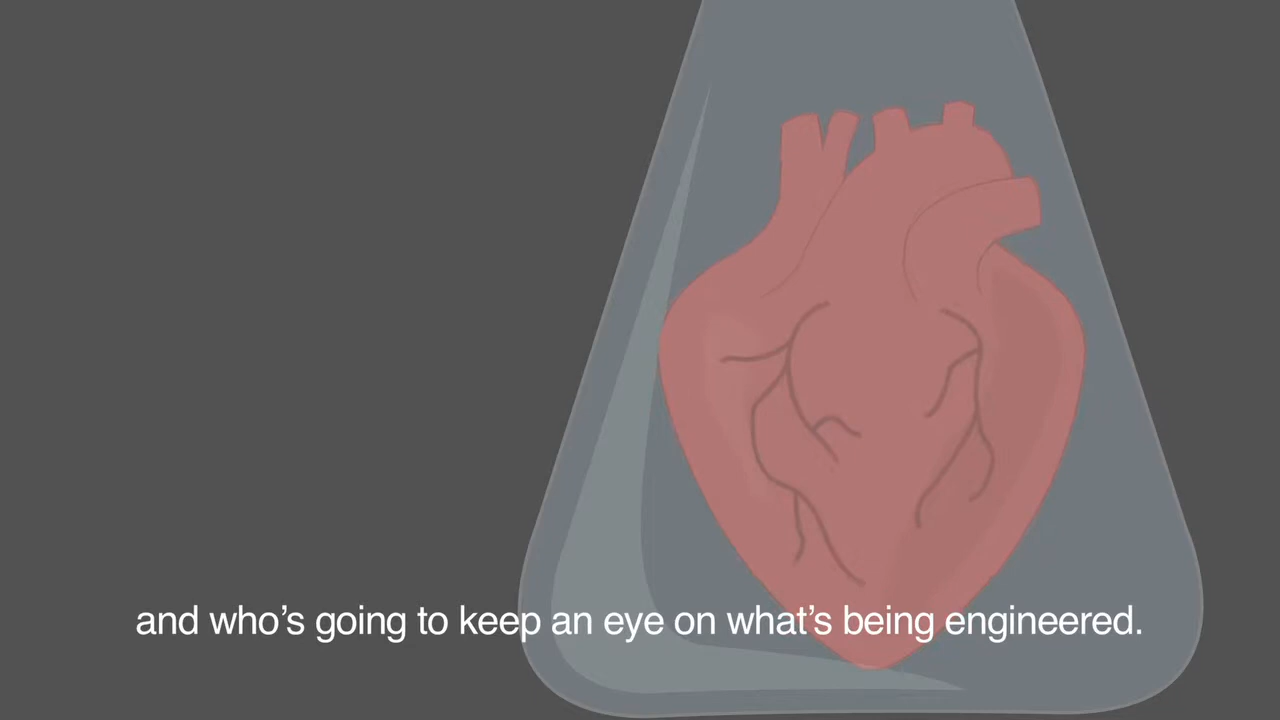 and who’s going to keep an eye on what’s being engineered.